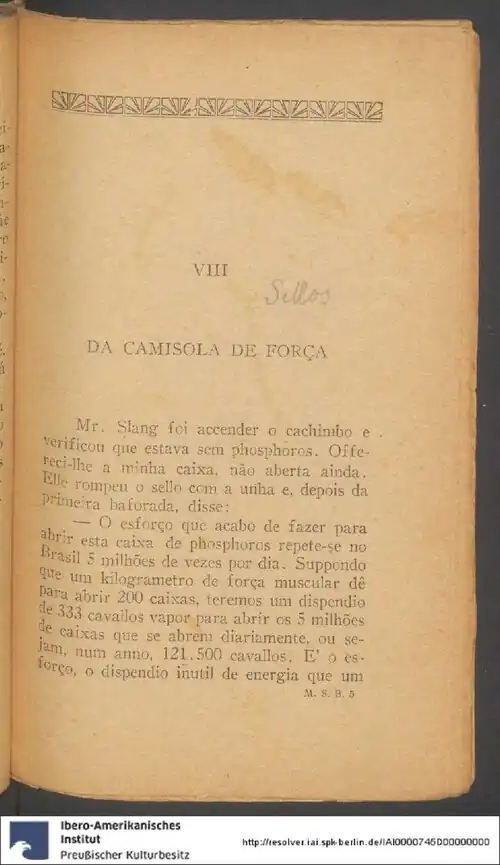 VIII
Sellos
DA CAMISOLA DE FORÇA
Mr. Slang foi accender o cachimbo e
verificou que estava sem phosphoros. Offe-
reci-lhe a minha caixa, não aberta ainda.
Elle rompeu o sello com a unha e, depois da
primeira baforada, disse:
— O esforço que acabo de fazer para
abrir esta caixa de phosphoros repete-se no
Brasil 5 milhões de vezes por dia. Suppondo
que um kilogrametro de força muscular dê
para abrir 200 caixas, teremos um dispendio
de 333 cavallos vapor para abrir os 5 milhões
de caixas que se abrem diariamente, ou se-
jam, num anno, 121.500 cavallos. E' o es-
forço, o dispendio inutil de energia que um
M. S. B. 5
Ibero-Amerikanisches
Institut
Preußischer Kulturbesitz
http://resolver.iai.spk-berlin.de/IAI0000745D00000000